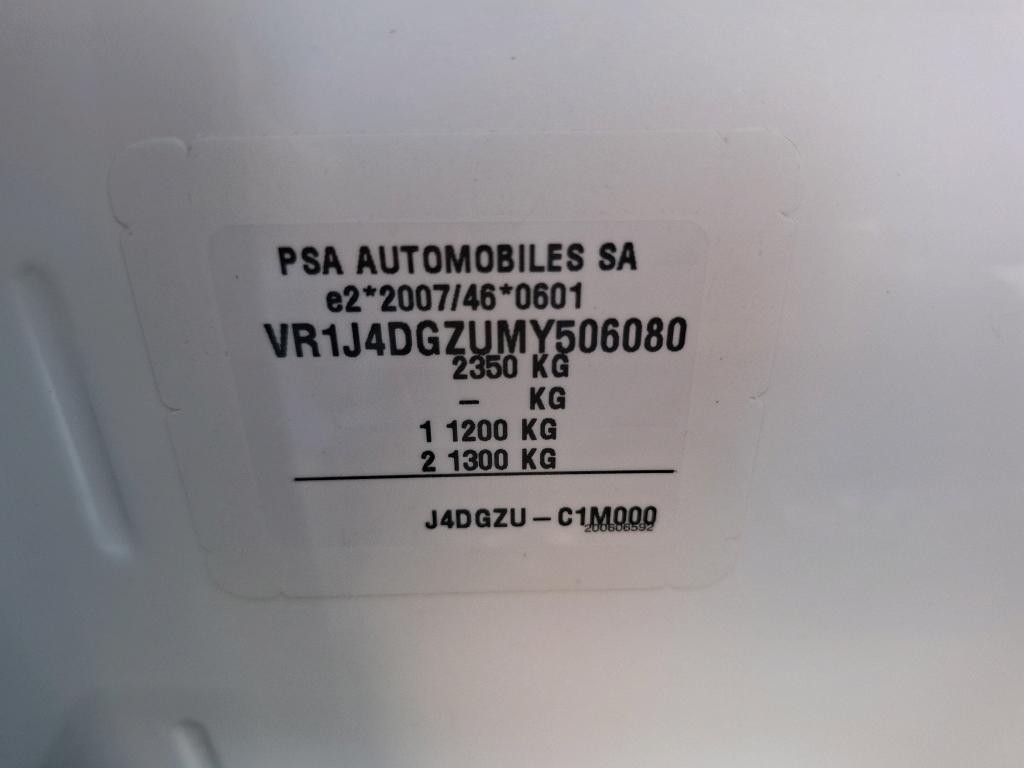 PSA AUTOMOBILES SA
e2*2007/46*0601
VR1J4DGZUMY506080
2350 KG
– KG
1 1200 KG
2 1300 KG
J4DGZU – C1M000
200606592